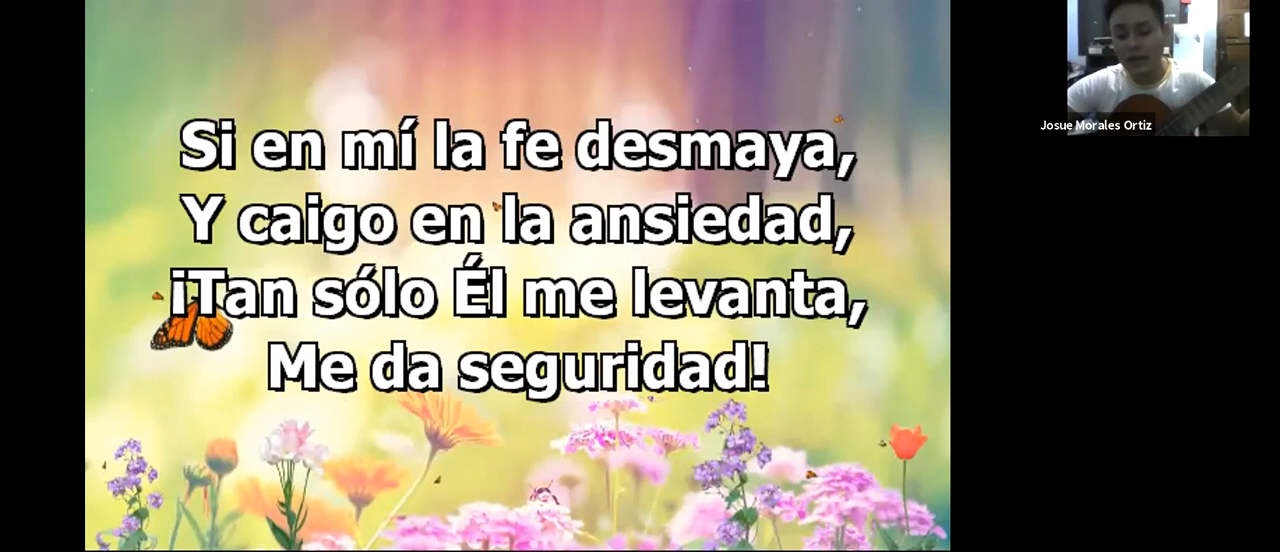 Si en mí la fe desmaya,
Y caigo en la ansiedad,
¡Tan sólo Él me levanta,
Me da seguridad!
Josue Morales Ortiz